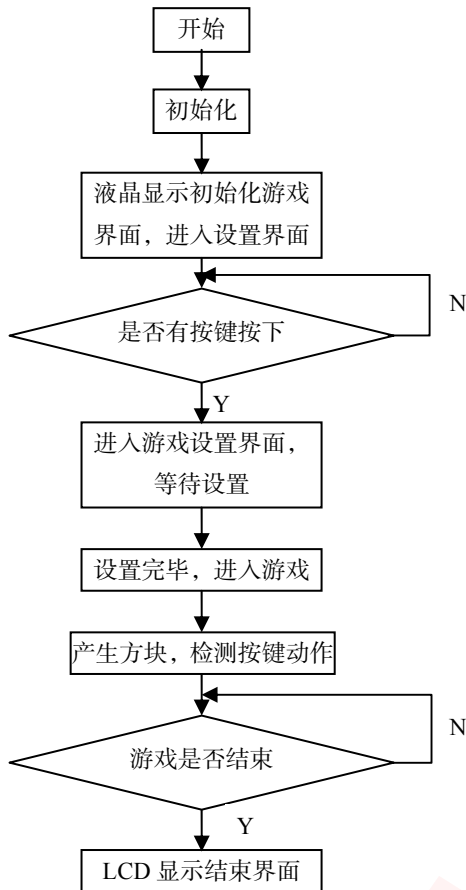 开始
初始化
液晶显示初始化游戏
界面，进入设置界面
是否有按键按下
N
Y
进入游戏设置界面，
等待设置
设置完毕，进入游戏
产生方块，检测按键动作
游戏是否结束
N
Y
LCD 显示结束界面